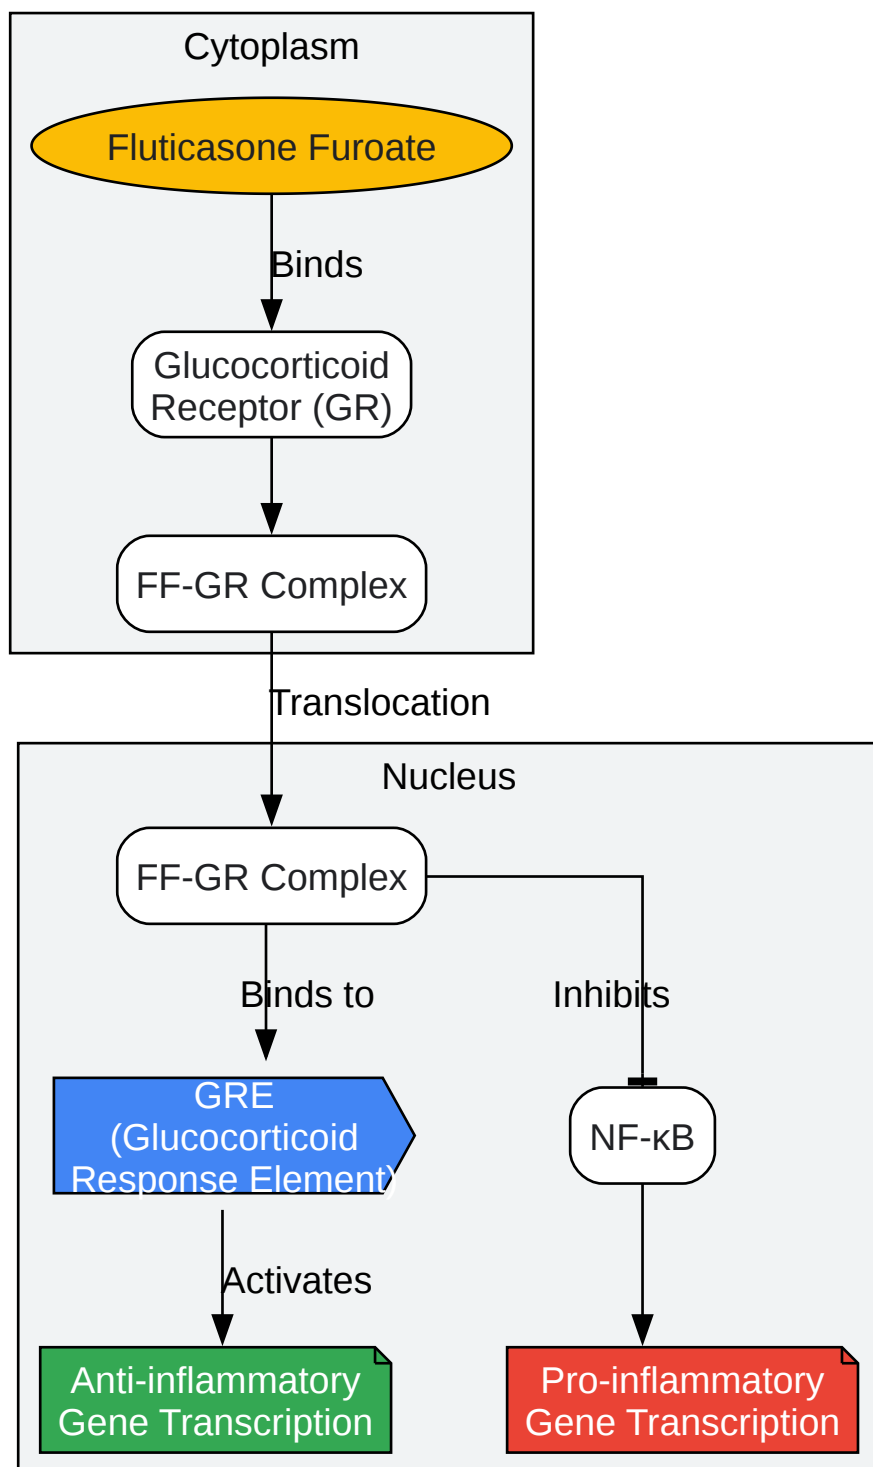 Cytoplasm
Fluticasone Furoate
Binds
Glucocorticoid
Receptor (GR)
FF-GR Complex
Translocation
Nucleus
FF-GR Complex
Binds to
Inhibits
GRE
(Glucocorticoid
Response Element)
NF-κB
Activates
Anti-inflammatory
Gene Transcription
Pro-inflammatory
Gene Transcription